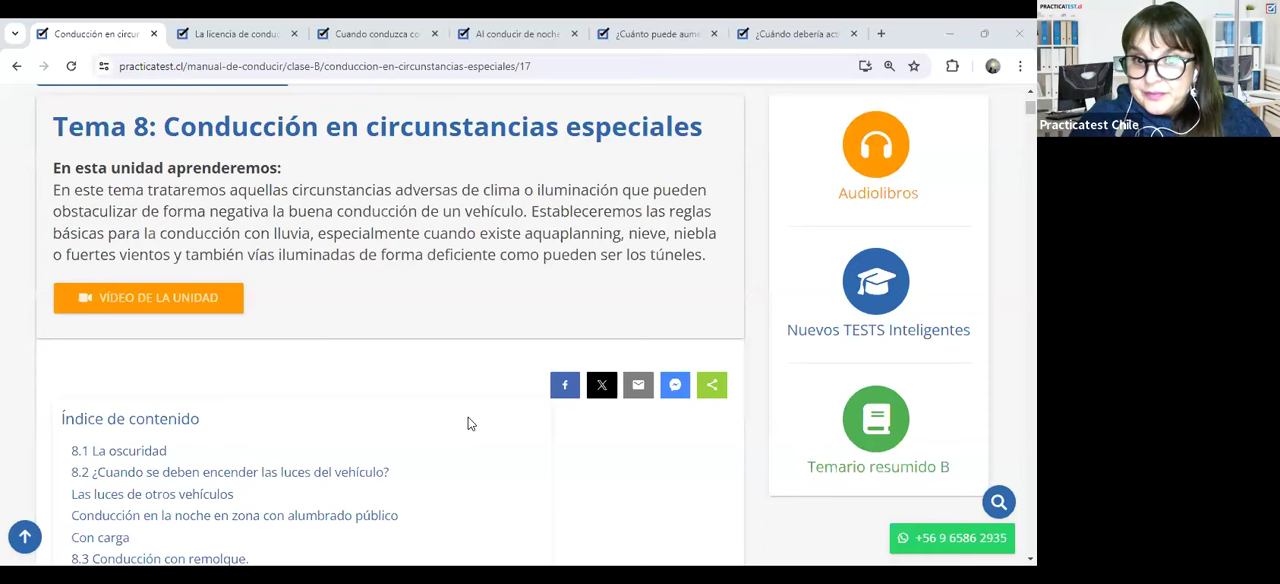 Conducción en circur
La licencia de conduc
Cuando conduzca co
Al conducir de noche
¿Cuánto puede aume
¿Cuándo debería act
practicatest.cl/manual-de-conducir/clase-B/conduccion-en-circunstancias-especiales/17
PRACTICATEST.cl
Practicatest Chile
Tema 8: Conducción en circunstancias especiales
En esta unidad aprenderemos:
En este tema trataremos aquellas circunstancias adversas de clima o iluminación que pueden
obstaculizar de forma negativa la buena conducción de un vehículo. Estableceremos las reglas
básicas para la conducción con lluvia, especialmente cuando existe aquaplanning, nieve, niebla
o fuertes vientos y también vías iluminadas de forma deficiente como pueden ser los túneles.
VÍDEO DE LA UNIDAD
Índice de contenido
8.1 La oscuridad
8.2 ¿Cuando se deben encender las luces del vehículo?
Las luces de otros vehículos
Conducción en la noche en zona con alumbrado público
Con carga
8.3 Conducción con remolque.
Audiolibros
Nuevos TESTS Inteligentes
Temario resumido B
+56 9 6586 2935